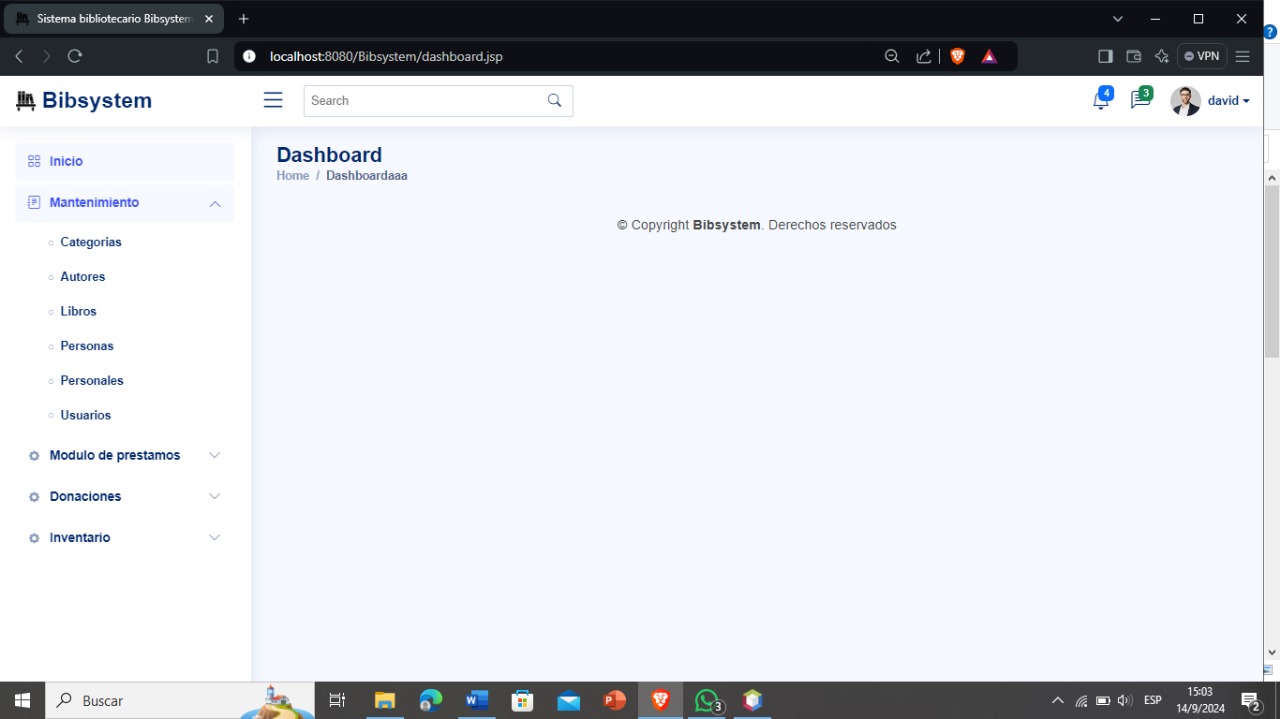 Sistema bibliotecario Bibsystem
localhost:8080/Bibsystem/dashboard.jsp
VPN
Bibsystem
Search
4
3
david
Inicio
Mantenimiento
Categorias
Autores
Libros
Personas
Personales
Usuarios
Modulo de prestamos
Donaciones
Inventario
Dashboard
Home / Dashboardaaa
© Copyright Bibsystem. Derechos reservados
Buscar
3
ESP
15:03
14/9/2024
2